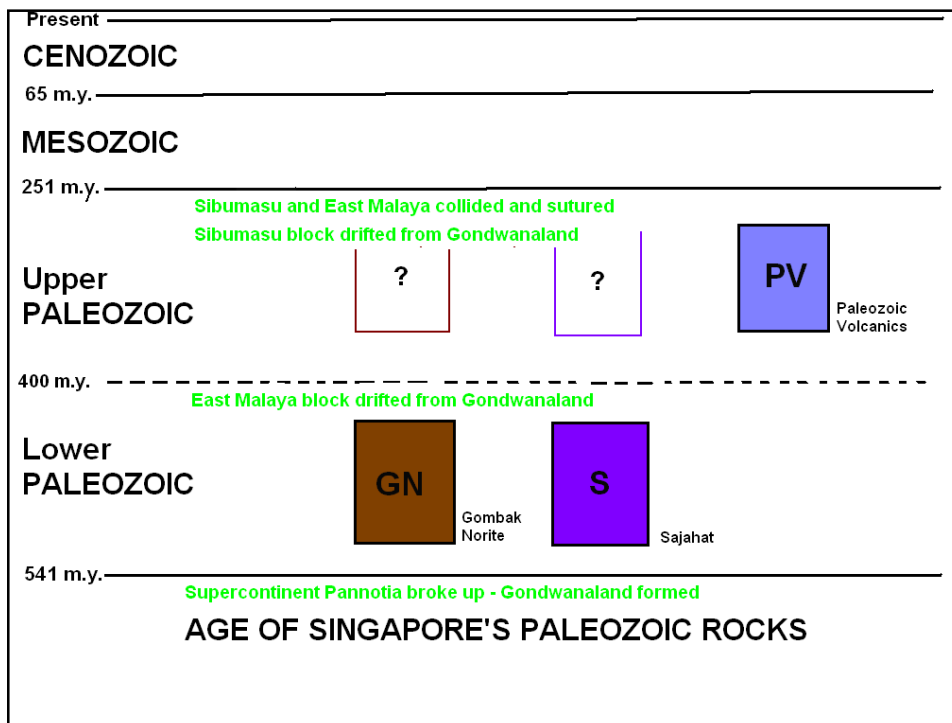 Present
CENOZOIC
65 m.y.
MESOZOIC
251 m.y.
Sibumasu and East Malaya collided and sutured
Sibumasu block drifted from Gondwanaland
Upper
PALEOZOIC
?
?
PV
Paleozoic
Volcanics
400 m.y.
East Malaya block drifted from Gondwanaland
Lower
PALEOZOIC
GN
Gombak
Norite
S
Sajahat
541 m.y.
Supercontinent Pannotia broke up - Gondwanaland formed
AGE OF SINGAPORE'S PALEOZOIC ROCKS